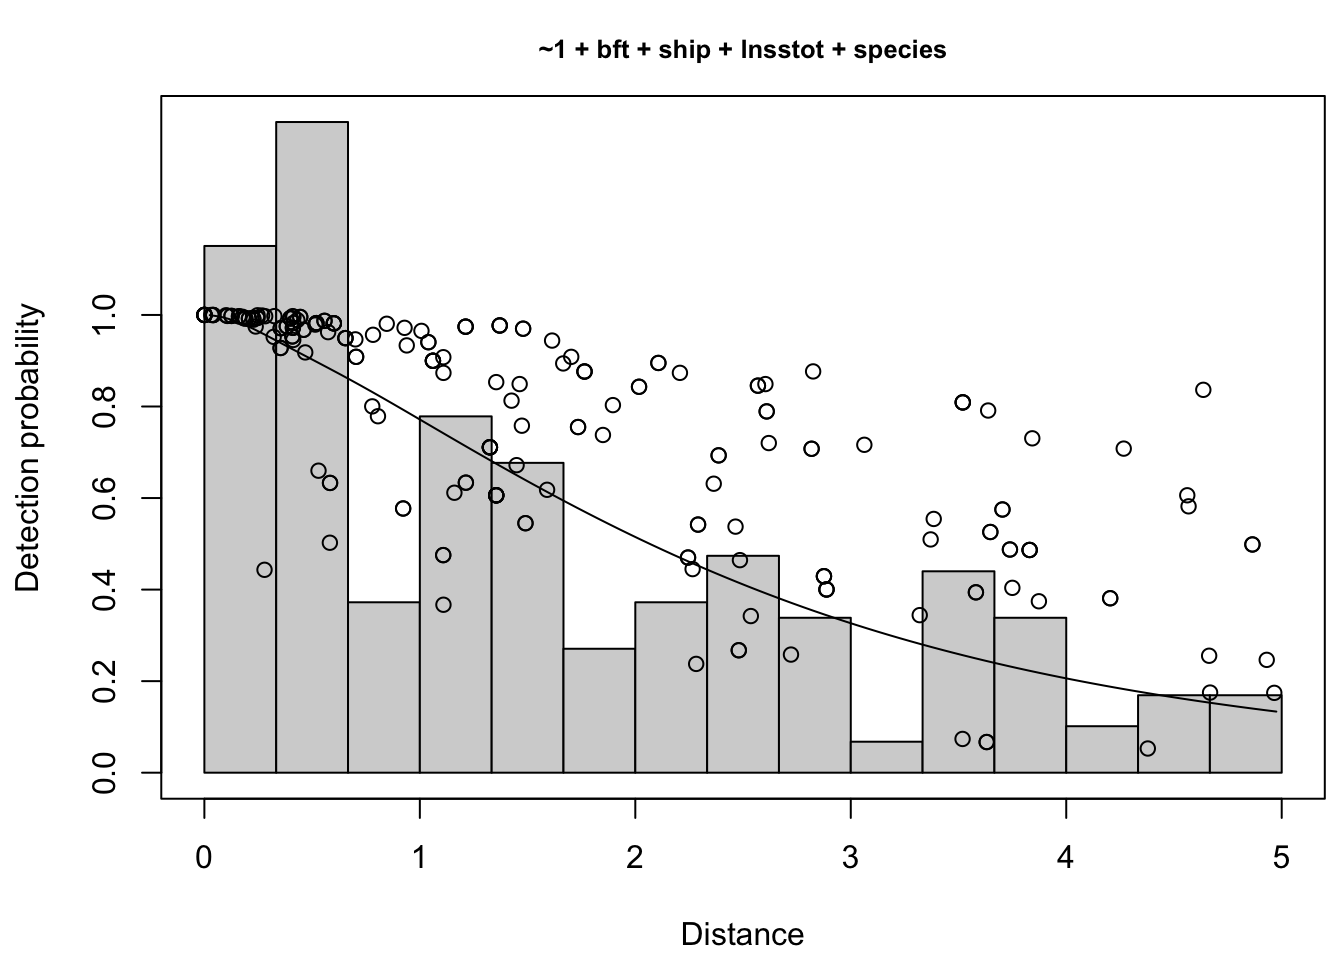 ~1 + bft + ship + lnsstot + species
Detection probability
1.0
0.8
0.6
0.4
0.2
0.0
0 1 2 3 4 5
Distance